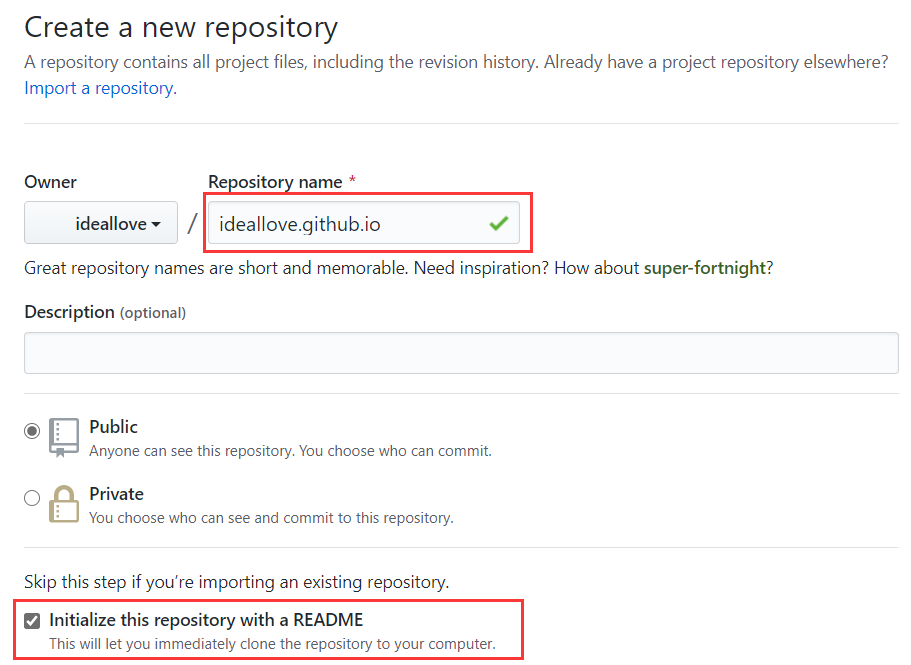 Create a new repository
A repository contains all project files, including the revision history. Already have a project repository elsewhere?
Import a repository.
Owner
Repository name *
ideallove
/
ideallove.github.io
Great repository names are short and memorable. Need inspiration? How about super-fortnight?
Description (optional)
Public
Anyone can see this repository. You choose who can commit.
Private
You choose who can see and commit to this repository.
Skip this step if you're importing an existing repository.
Initialize this repository with a README
This will let you immediately clone the repository to your computer.